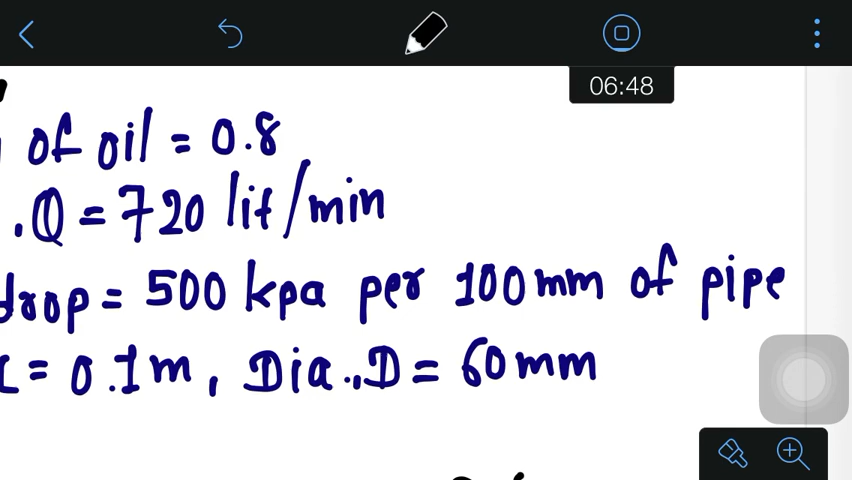 06:48
of oil = 0.8
.Q = 720 lit/min
drop = 500 kpa per 100mm of pipe
= 0.1m, Dia.,D = 60mm